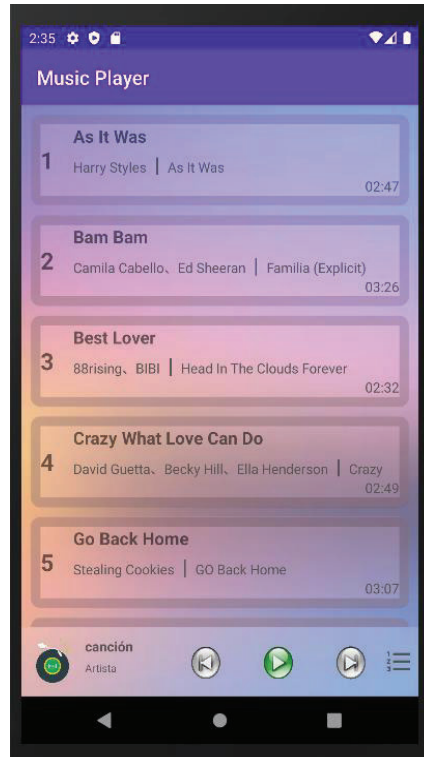 2:35
Music Player
As It Was
1
Harry Styles | As It Was
02:47
Bam Bam
2
Camila Cabello、Ed Sheeran | Familia (Explicit)
03:26
Best Lover
3
88rising、BIBI | Head In The Clouds Forever
02:32
Crazy What Love Can Do
4
David Guetta、Becky Hill、Ella Henderson | Crazy
02:49
Go Back Home
5
Stealing Cookies | GO Back Home
03:07
canción
Artista